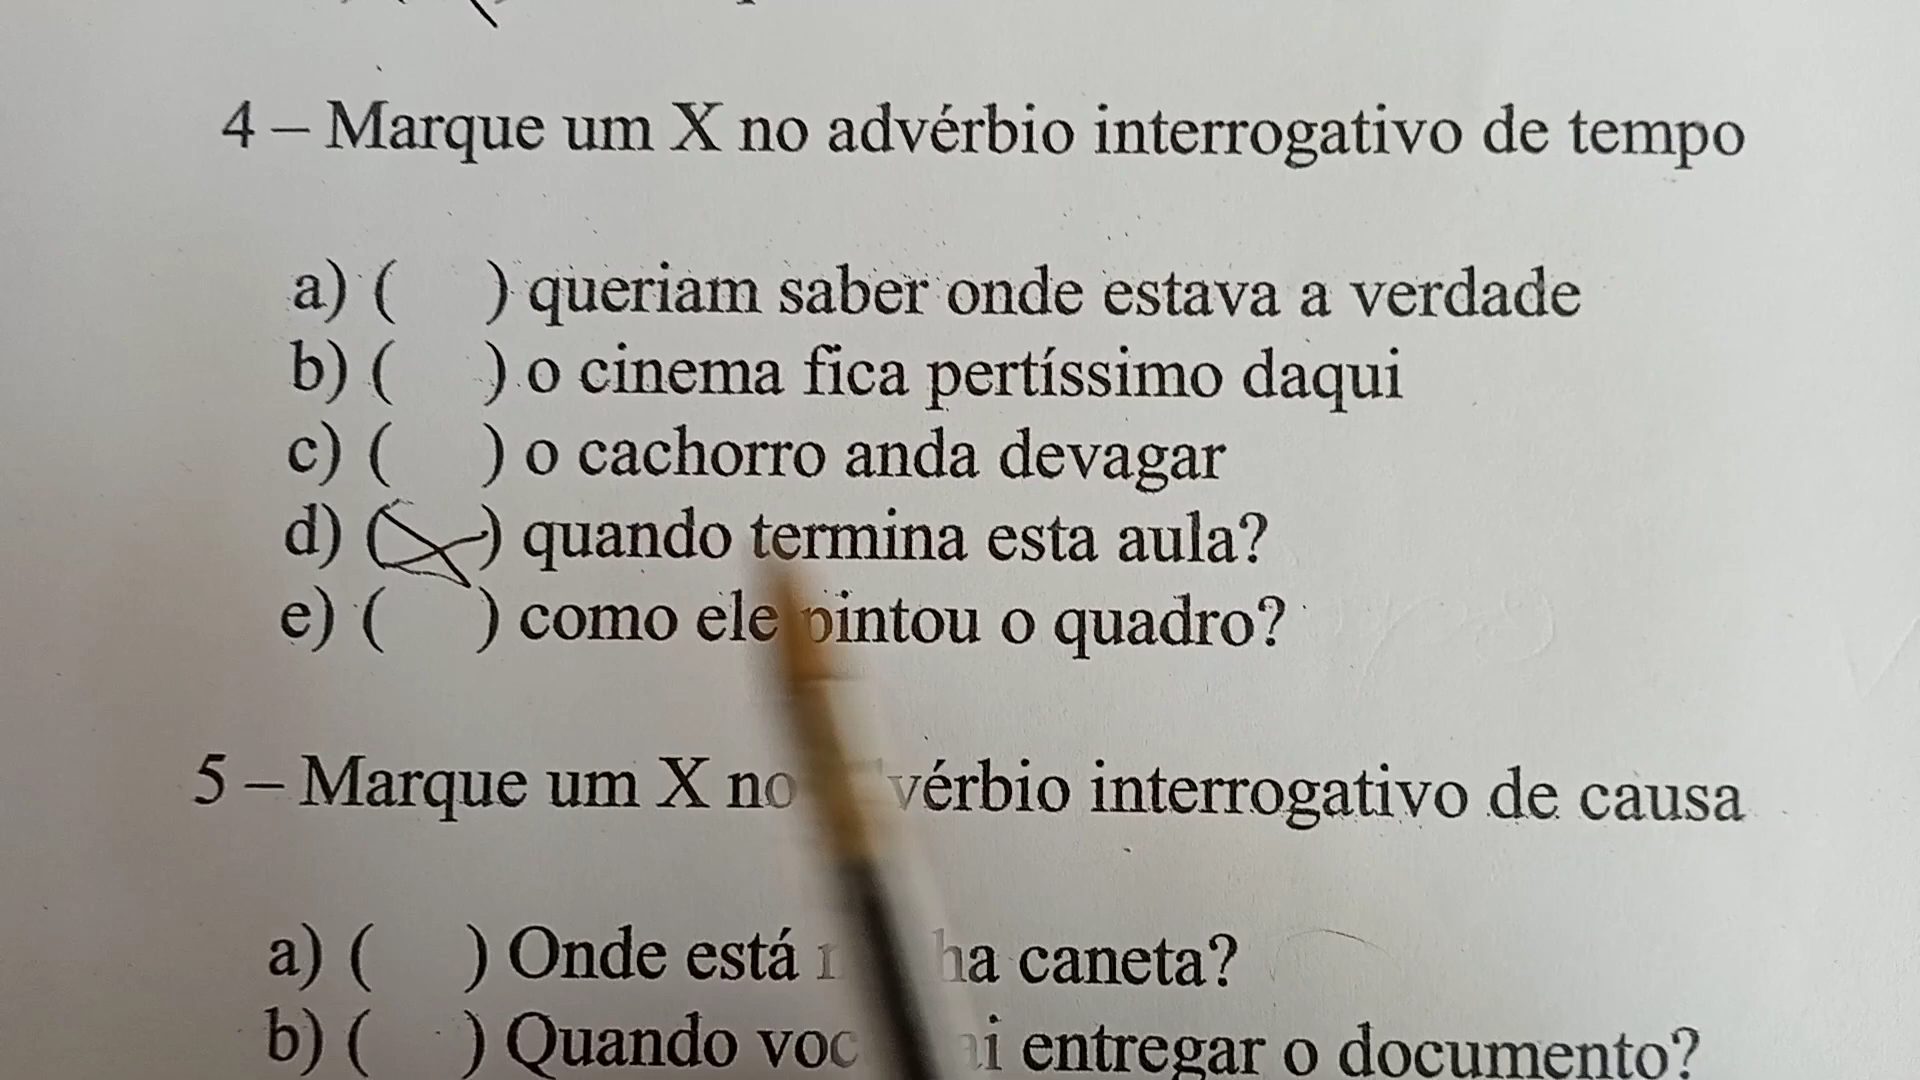 4 – Marque um X no advérbio interrogativo de tempo
a) ( ) queriam saber onde estava a verdade
b) ( ) o cinema fica pertíssimo daqui
c) ( ) o cachorro anda devagar
d) (X) quando termina esta aula?
e) ( ) como ele pintou o quadro?
5 – Marque um X no vérbio interrogativo de causa
a) ( ) Onde está caneta?
b) ( ) Quando entregar o documento?